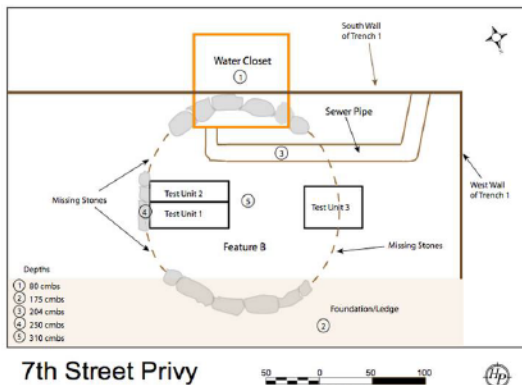 South Wall
of Trench 1
Water Closet
1
Sewer Pipe
3
Missing Stones
Test Unit 2
Test Unit 1
4
5
Test Unit 3
West Wall
of Trench 1
Feature B
Missing Stones
Depths
1 80 cmbs
2 175 cmbs
3 204 cmbs
4 250 cmbs
5 310 cmbs
Foundation/Ledge
2
7th Street Privy
50 0 50 100
HP